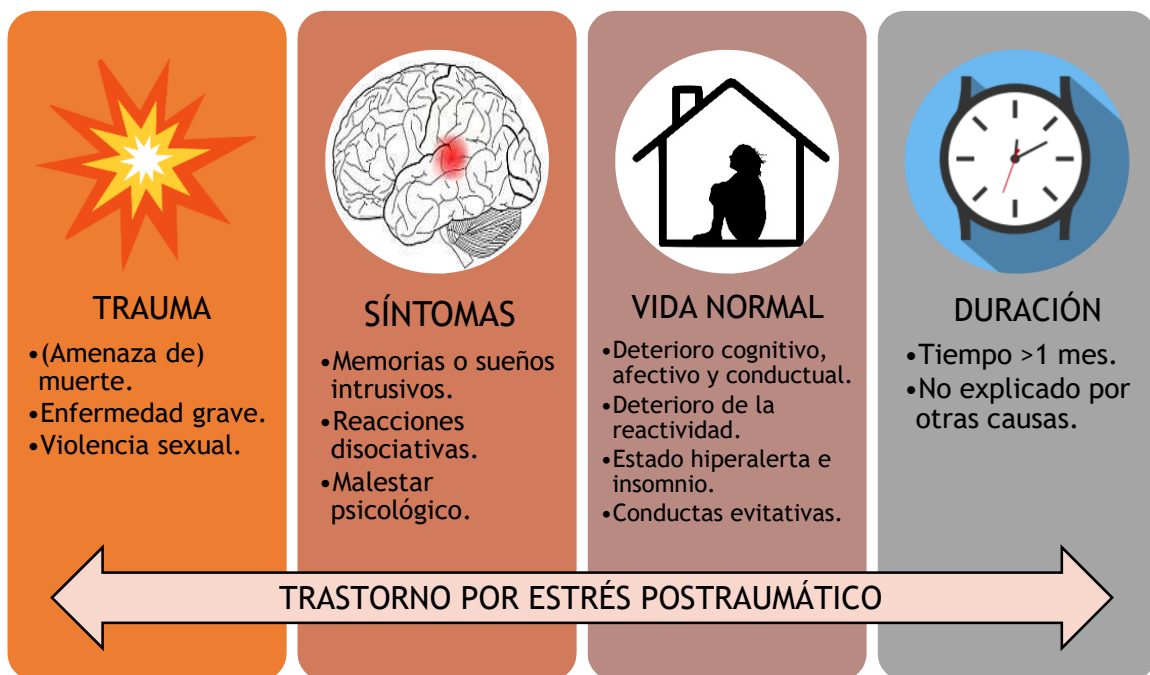 TRAUMA
•(Amenaza de)
muerte.
•Enfermedad grave.
•Violencia sexual.
SÍNTOMAS
•Memorias o sueños
intrusivos.
•Reacciones
disociativas.
•Malestar
psicológico.
VIDA NORMAL
•Deterioro cognitivo,
afectivo y conductual.
•Deterioro de la
reactividad.
•Estado hiperalerta e
insomnio.
•Conductas evitativas.
DURACIÓN
•Tiempo >1 mes.
•No explicado por
otras causas.
TRASTORNO POR ESTRÉS POSTRAUMÁTICO